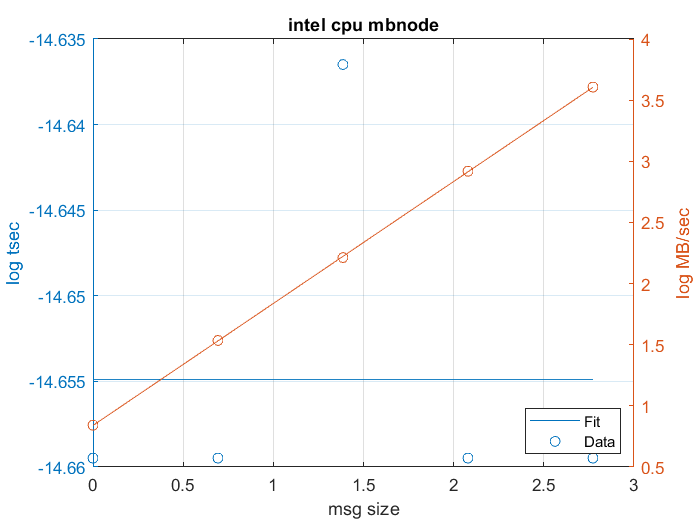 intel cpu mbnode
-14.635
-14.64
-14.645
-14.65
-14.655
-14.66
log tsec
4
3.5
3
2.5
2
1.5
1
0.5
log MB/sec
Fit
Data
0 0.5 1 1.5 2 2.5 3
msg size